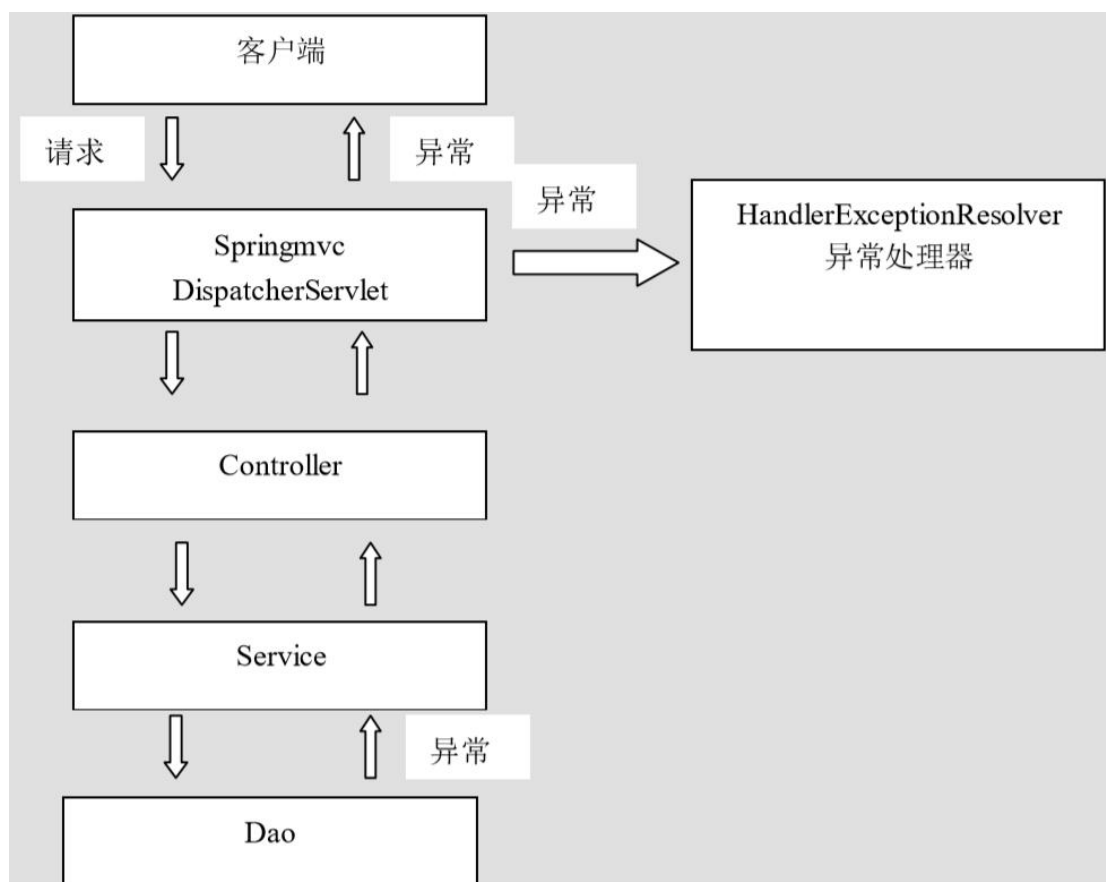 客户端
请求
异常
异常
HandlerExceptionResolver
异常处理器
Springmvc
DispatcherServlet
Controller
Service
异常
Dao